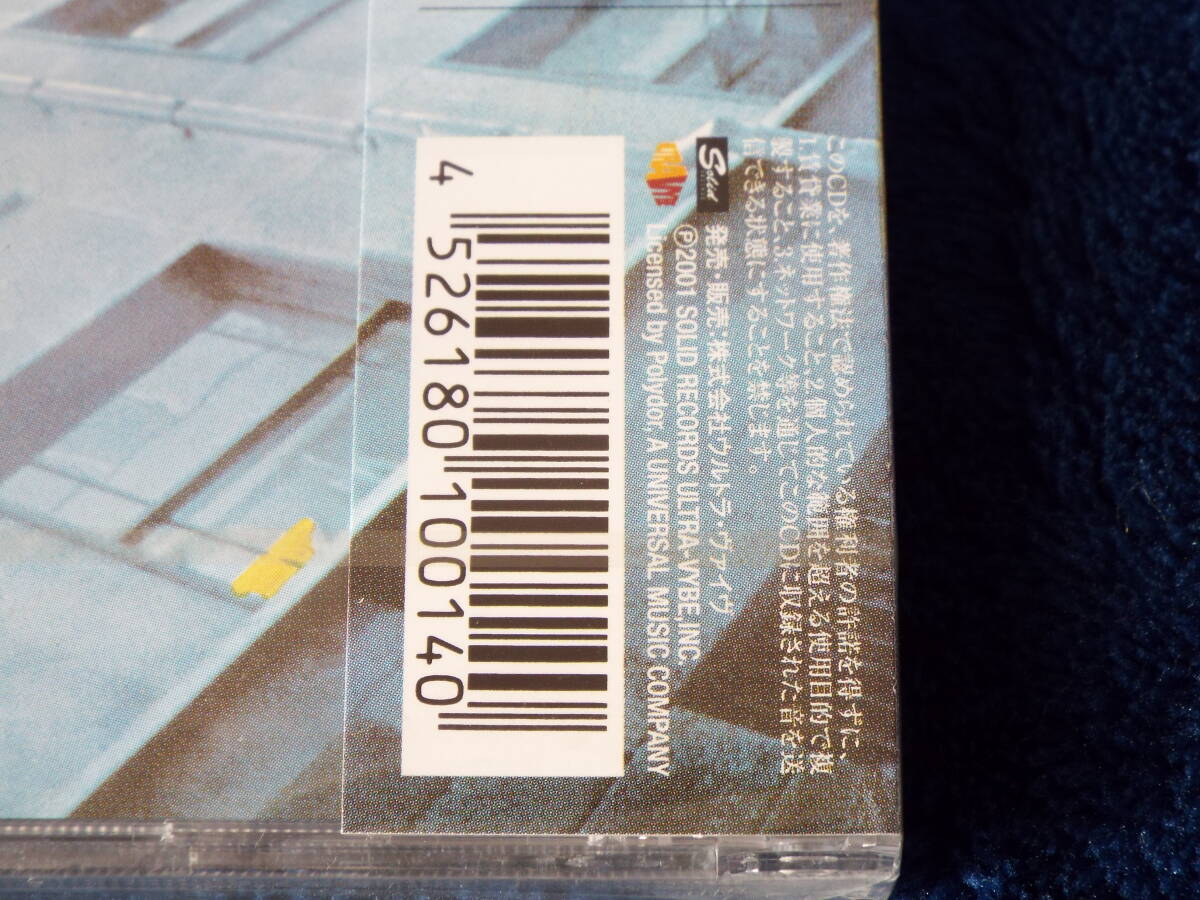 このCDを、著作権法で認められている権利者の許諾を得ずに、
1.賃貸業に使用すること、2.個人的な範囲を超える使用目的で複
製すること、3.ネットワーク等を通じてこのCDに収録された音を送
信できる状態にすることを禁じます。
Solid
発売・販売:株式会社ウルトラ・ヴァイヴ
Ⓟ2001 SOLID RECORDS ULTRA-VYBE, INC.
Licensed by Polydor, A UNIVERSAL MUSIC COMPANY
4 526180 100140